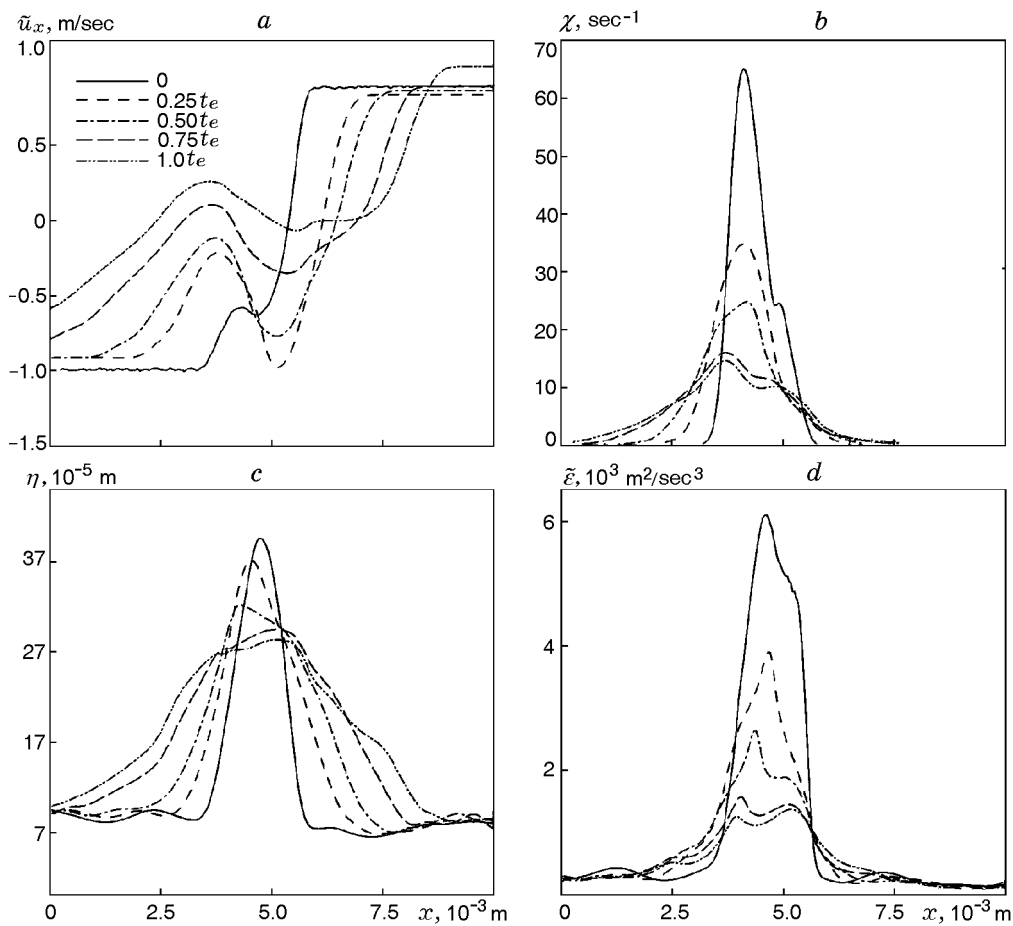 ũₓ, m/sec a
1.0
0.5
0
−0.5
−1.0
−1.5
0
0.25tₑ
0.50tₑ
0.75tₑ
1.0tₑ
χ, sec⁻¹ b
70
60
50
40
30
20
10
0
η, 10⁻⁵ m c
37
27
17
7
0 2.5 5.0 7.5 x, 10⁻³ m
ε̃, 10³ m²/sec³ d
6
4
2
0 2.5 5.0 7.5 x, 10⁻³ m